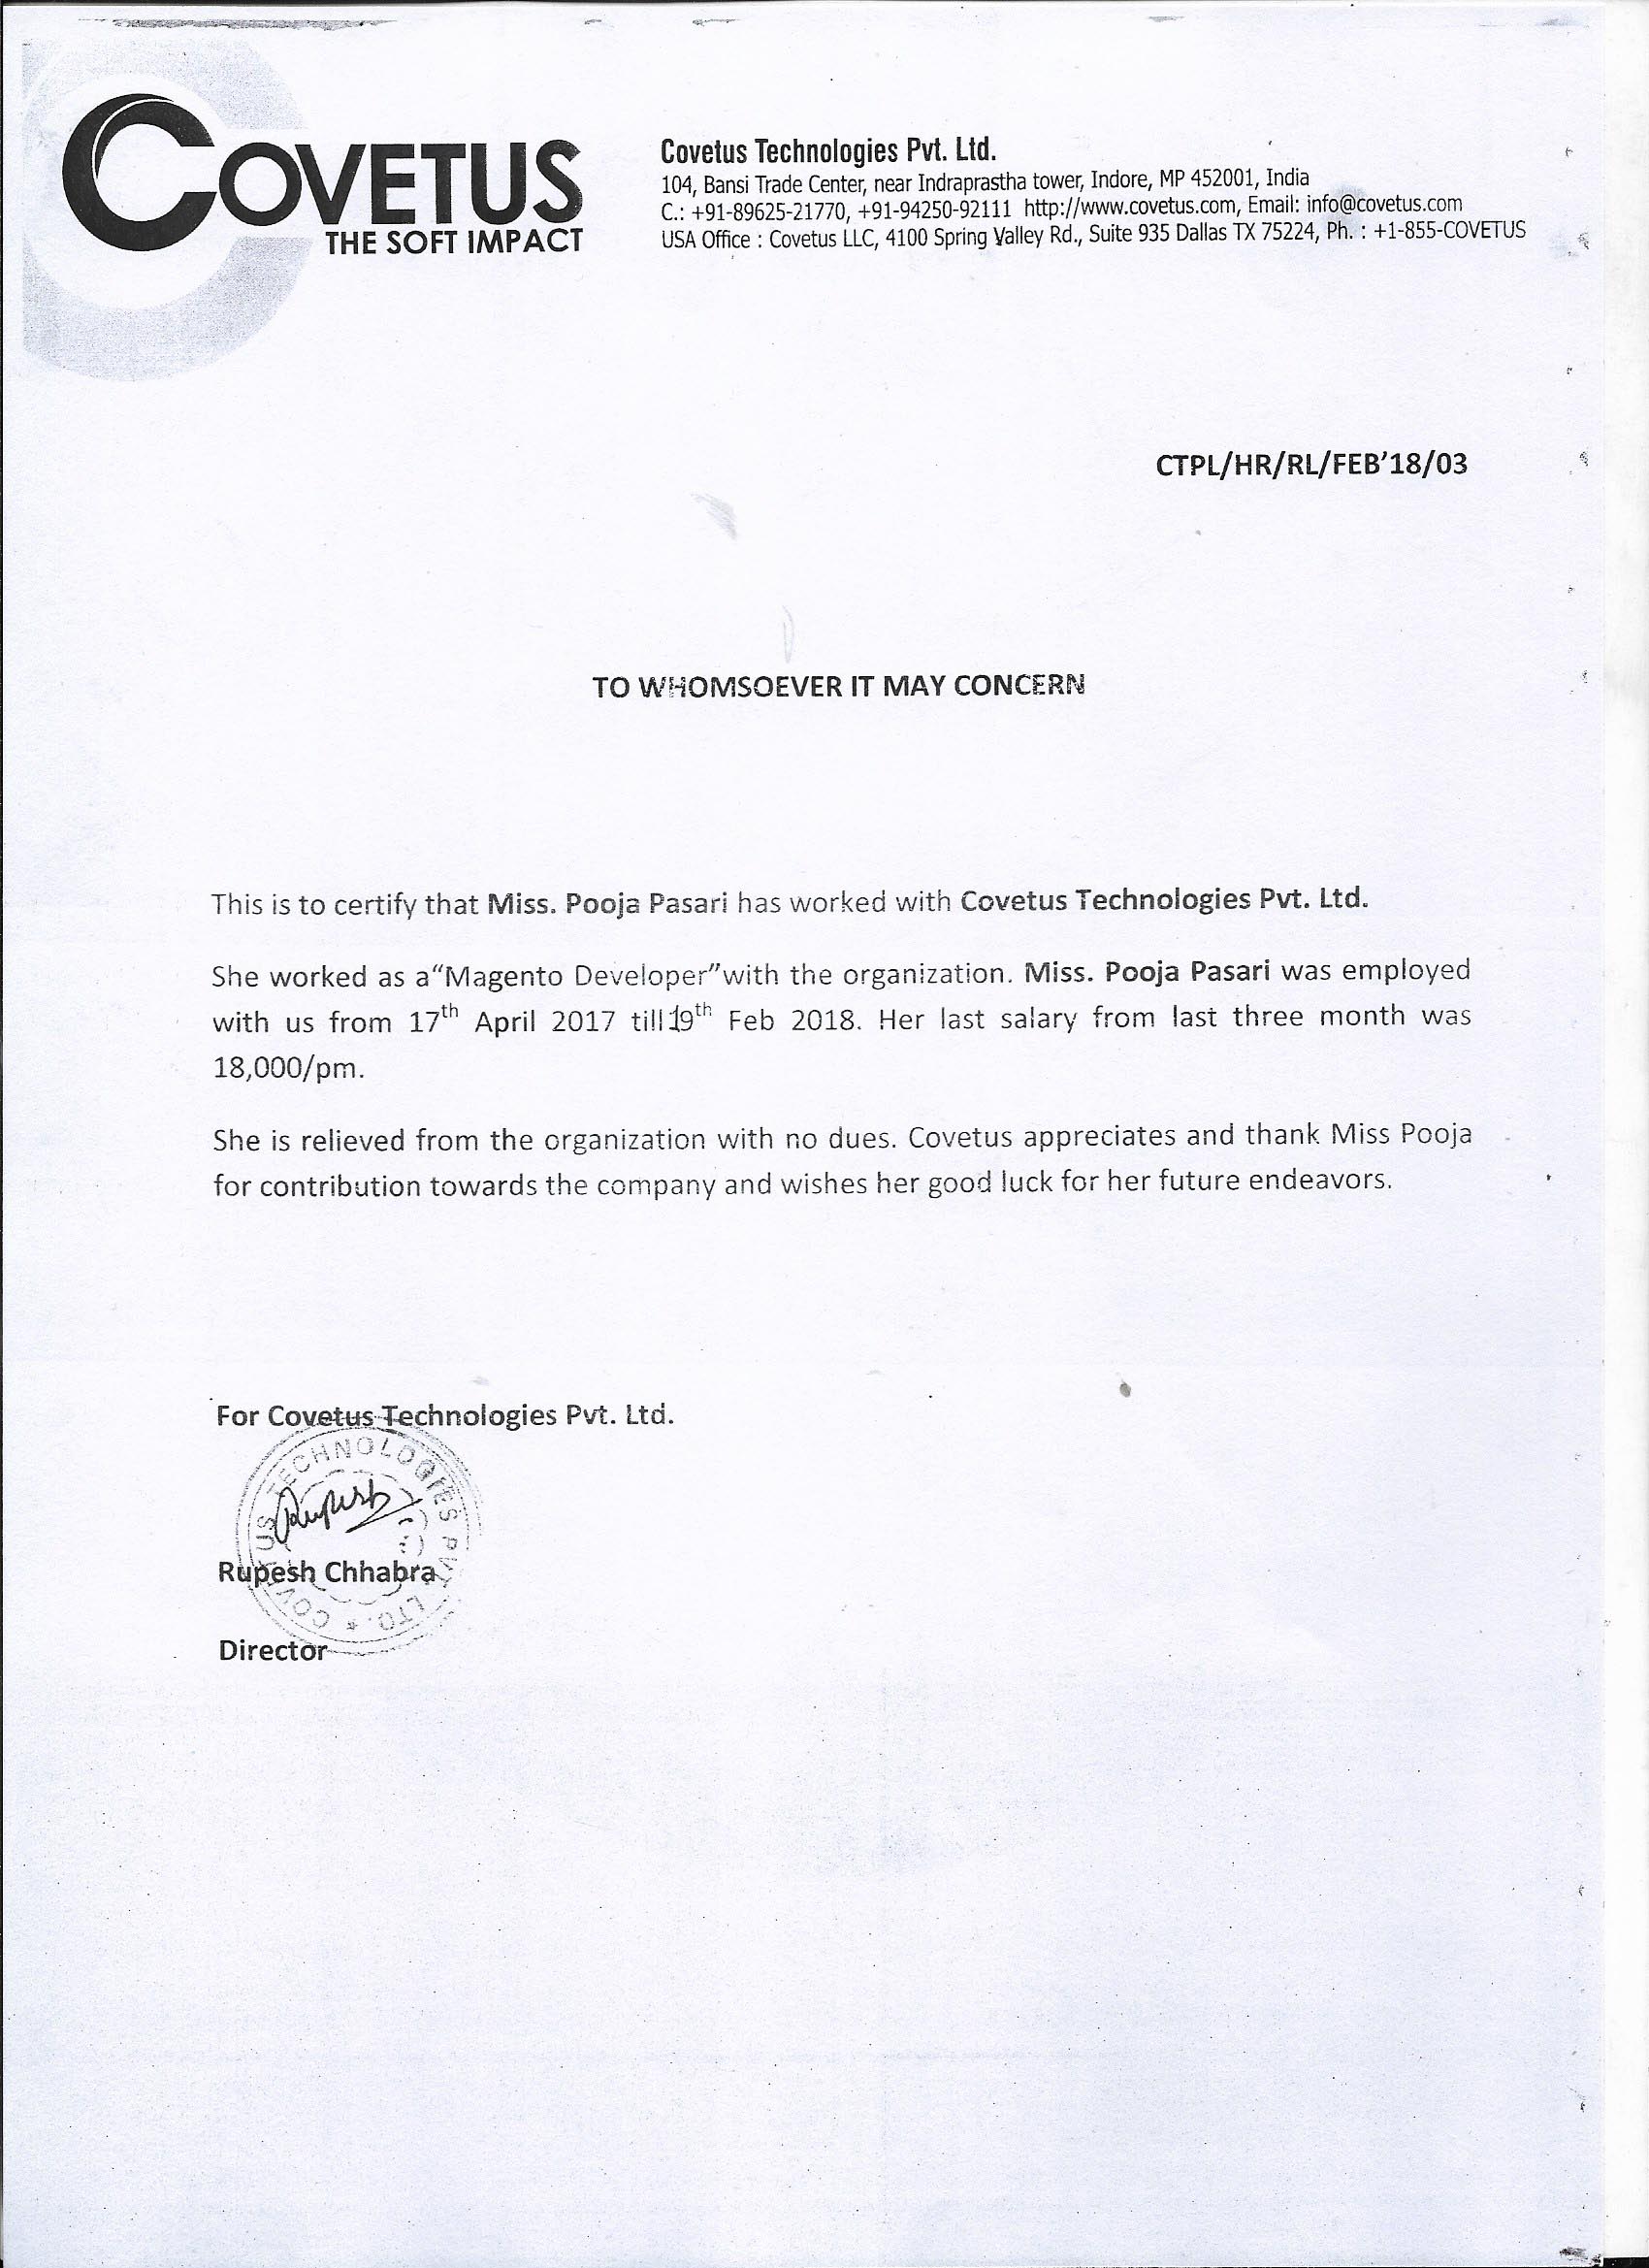 COVETUS
THE SOFT IMPACT
Covetus Technologies Pvt. Ltd.
104, Bansi Trade Center, near Indraprastha tower, Indore, MP 452001, India
C.: +91-89625-21770, +91-94250-92111 http://www.covetus.com, Email: info@covetus.com
USA Office : Covetus LLC, 4100 Spring Valley Rd., Suite 935 Dallas TX 75224, Ph. : +1-855-COVETUS
CTPL/HR/RL/FEB’18/03
TO WHOMSOEVER IT MAY CONCERN
This is to certify that Miss. Pooja Pasari has worked with Covetus Technologies Pvt. Ltd.
She worked as a“Magento Developer”with the organization. Miss. Pooja Pasari was employed
with us from 17th April 2017 till19th Feb 2018. Her last salary from last three month was
18,000/pm.
She is relieved from the organization with no dues. Covetus appreciates and thank Miss Pooja
for contribution towards the company and wishes her good luck for her future endeavors.
For Covetus Technologies Pvt. Ltd.
COVETUS TECHNOLOGIES PVT. LTD. *
Rupesh
Rupesh Chhabra
Director